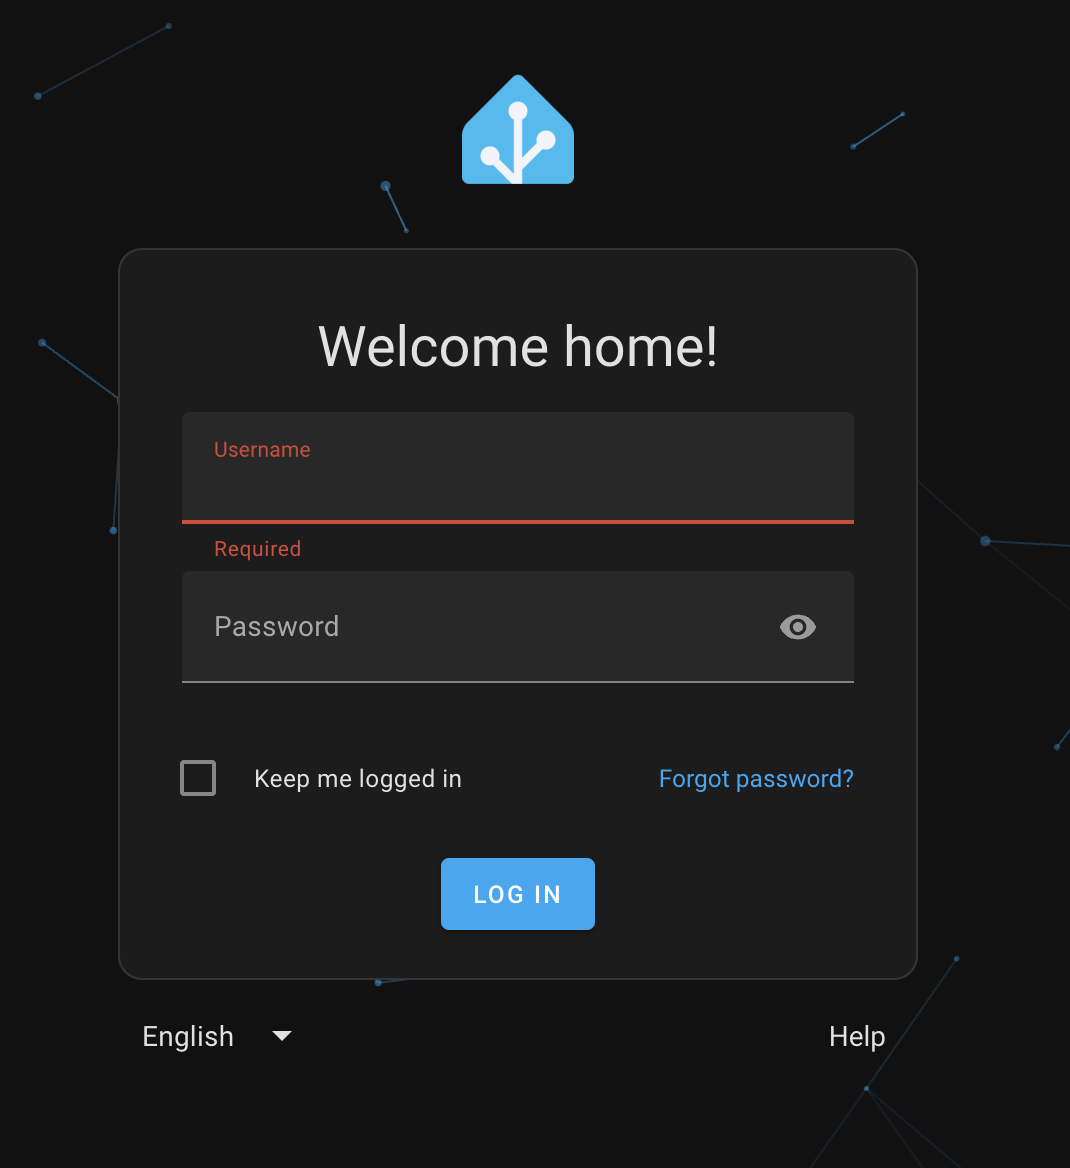 Welcome home!
Username
Required
Password
Keep me logged in
Forgot password?
LOG IN
English
Help